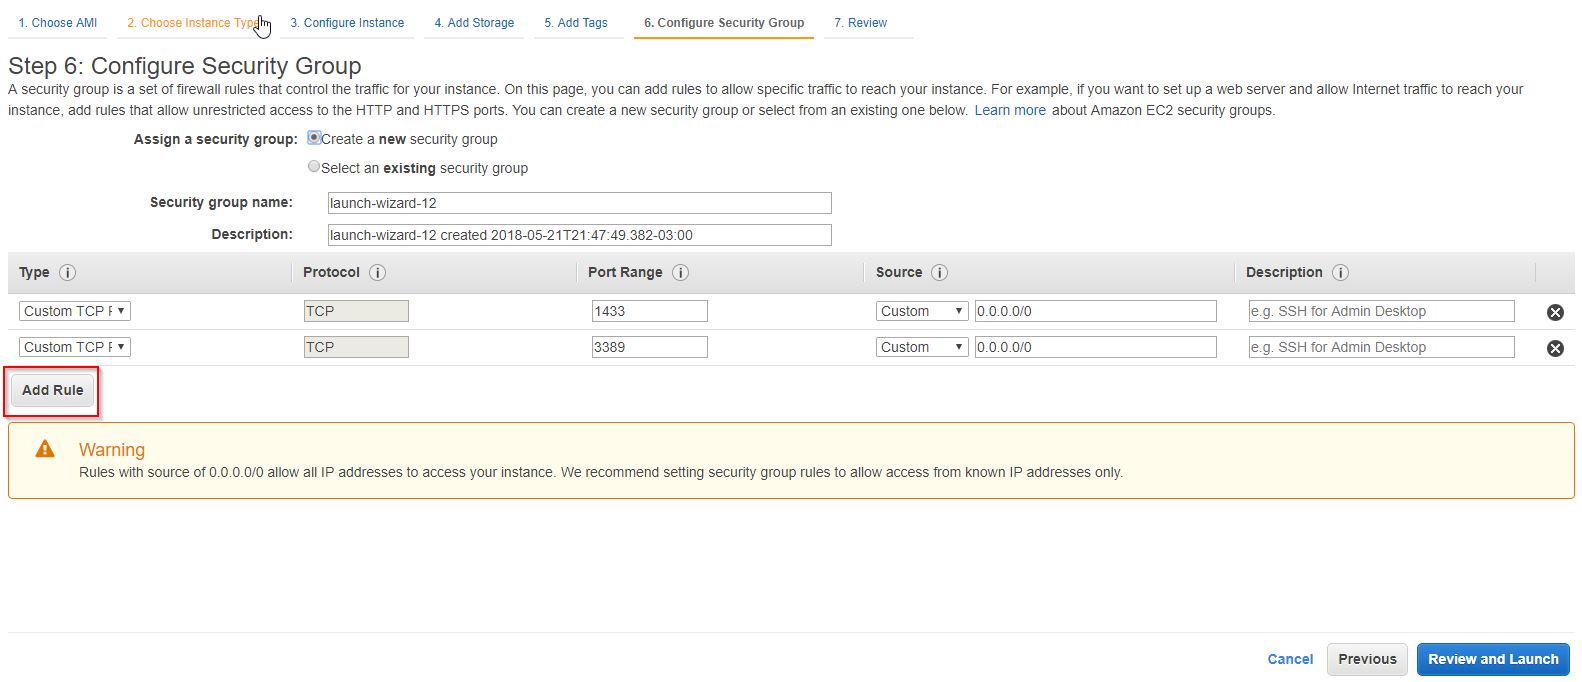 1. Choose AMI 2. Choose Instance Type 3. Configure Instance 4. Add Storage 5. Add Tags 6. Configure Security Group 7. Review
Step 6: Configure Security Group
A security group is a set of firewall rules that control the traffic for your instance. On this page, you can add rules to allow specific traffic to reach your instance. For example, if you want to set up a web server and allow Internet traffic to reach your
instance, add rules that allow unrestricted access to the HTTP and HTTPS ports. You can create a new security group or select from an existing one below. Learn more about Amazon EC2 security groups.
Assign a security group: Create a new security group
Select an existing security group
Security group name: launch-wizard-12
Description: launch-wizard-12 created 2018-05-21T21:47:49.382-03:00
Type i Protocol i Port Range i Source i Description i
Custom TCP TCP 1433 Custom 0.0.0.0/0 e.g. SSH for Admin Desktop
Custom TCP TCP 3389 Custom 0.0.0.0/0 e.g. SSH for Admin Desktop
Add Rule
Warning
Rules with source of 0.0.0.0/0 allow all IP addresses to access your instance. We recommend setting security group rules to allow access from known IP addresses only.
Cancel Previous Review and Launch